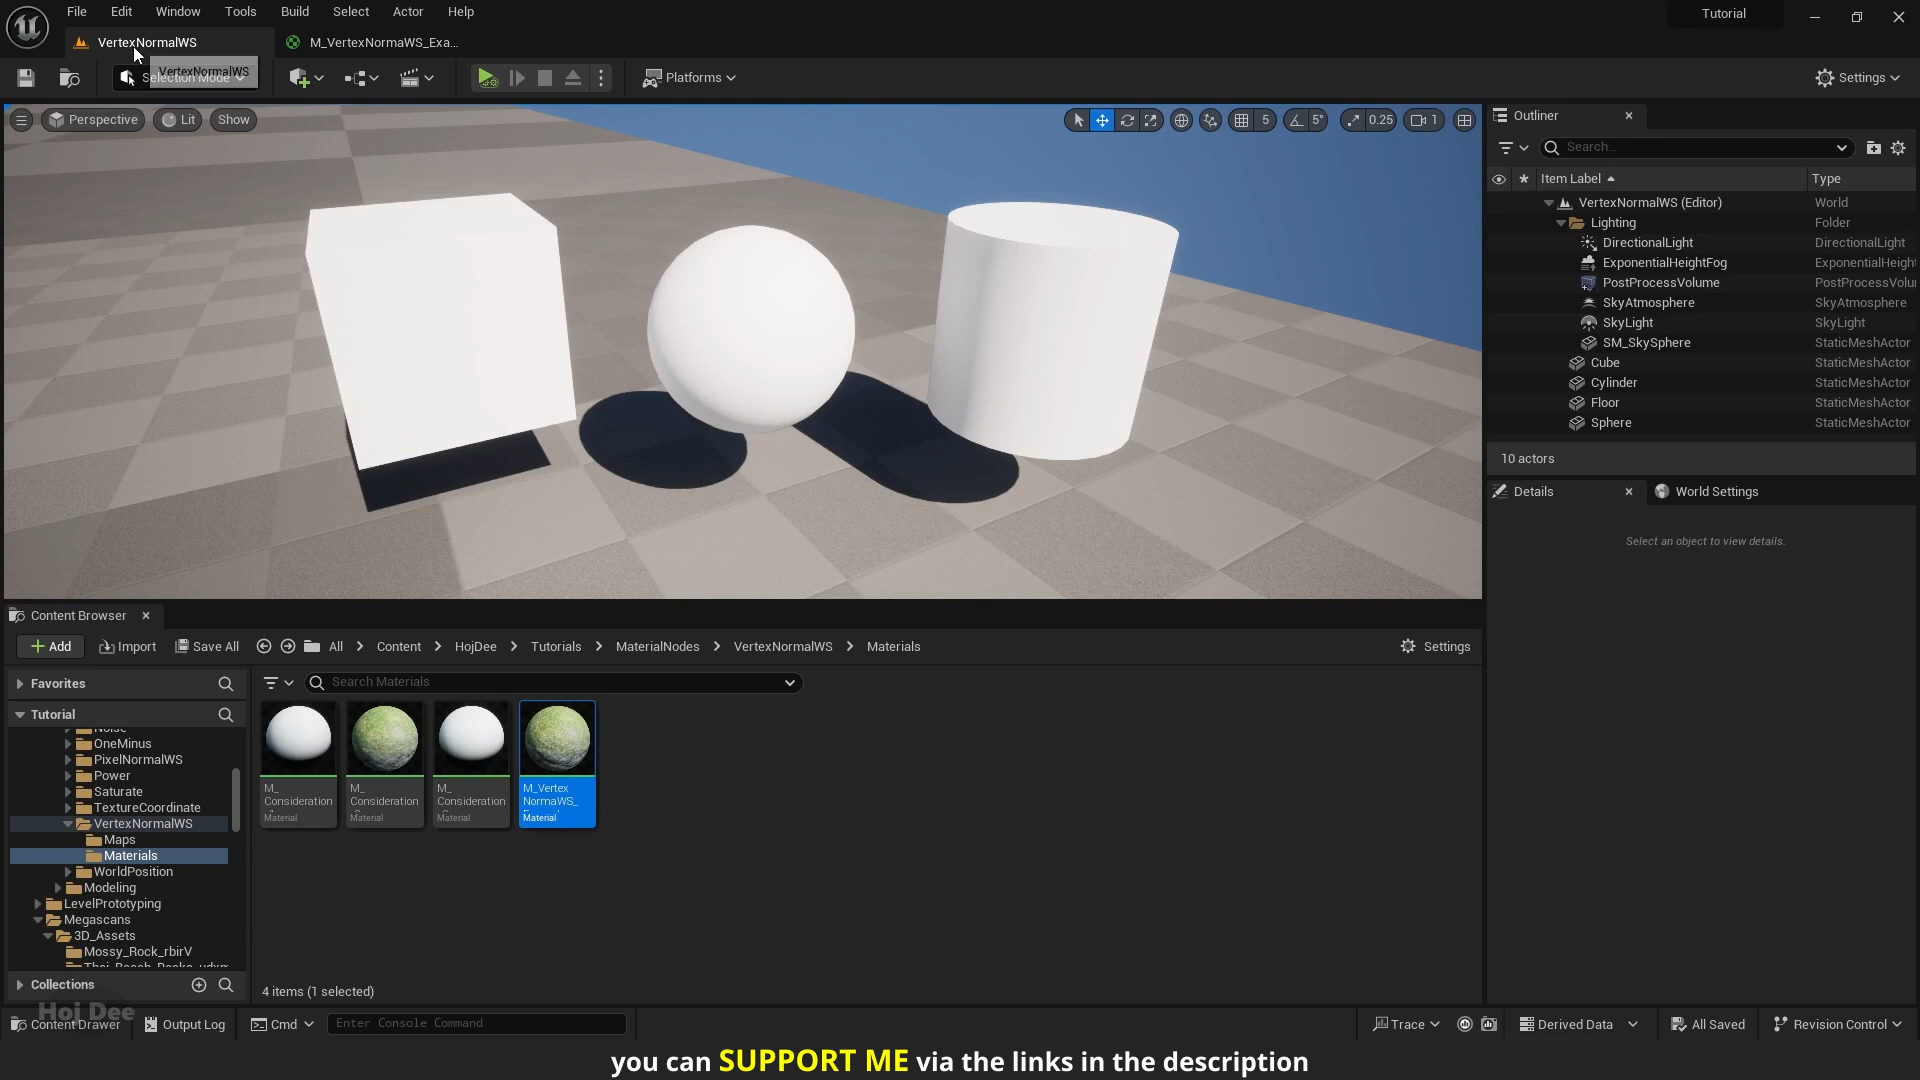 File Edit Window Tools Build Select Actor Help
Tutorial
VertexNormalWS
M_VertexNormaWS_Exa...
VertexNormalWS
Platforms
Settings
Perspective Lit Show
5 5° 0.25 1
Outliner
Search...
Item Label Type
VertexNormalWS (Editor) World
Lighting Folder
DirectionalLight DirectionalLight
ExponentialHeightFog ExponentialHeight
PostProcessVolume PostProcessVolu
SkyAtmosphere SkyAtmosphere
SkyLight SkyLight
SM_SkySphere StaticMeshActor
Cube StaticMeshActor
Cylinder StaticMeshActor
Floor StaticMeshActor
Sphere StaticMeshActor
10 actors
Details World Settings
Select an object to view details.
Content Browser
Add Import Save All All Content HojDee Tutorials MaterialNodes VertexNormalWS Materials Settings
Favorites
Search Materials
Tutorial
Noise
OneMinus
PixelNormalWS
Power
Saturate
TextureCoordinate
VertexNormalWS
Maps
Materials
WorldPosition
Modeling
LevelPrototyping
Megascans
3D_Assets
Mossy_Rock_rbirV
Collections
M_
Consideration
Material
M_
Consideration
Material
M_
Consideration
Material
M_Vertex
NormaWS_
Material
4 items (1 selected)
Hoj Dee
Content Drawer Output Log Cmd Enter Console Command Trace Derived Data All Saved Revision Control
you can SUPPORT ME via the links in the description